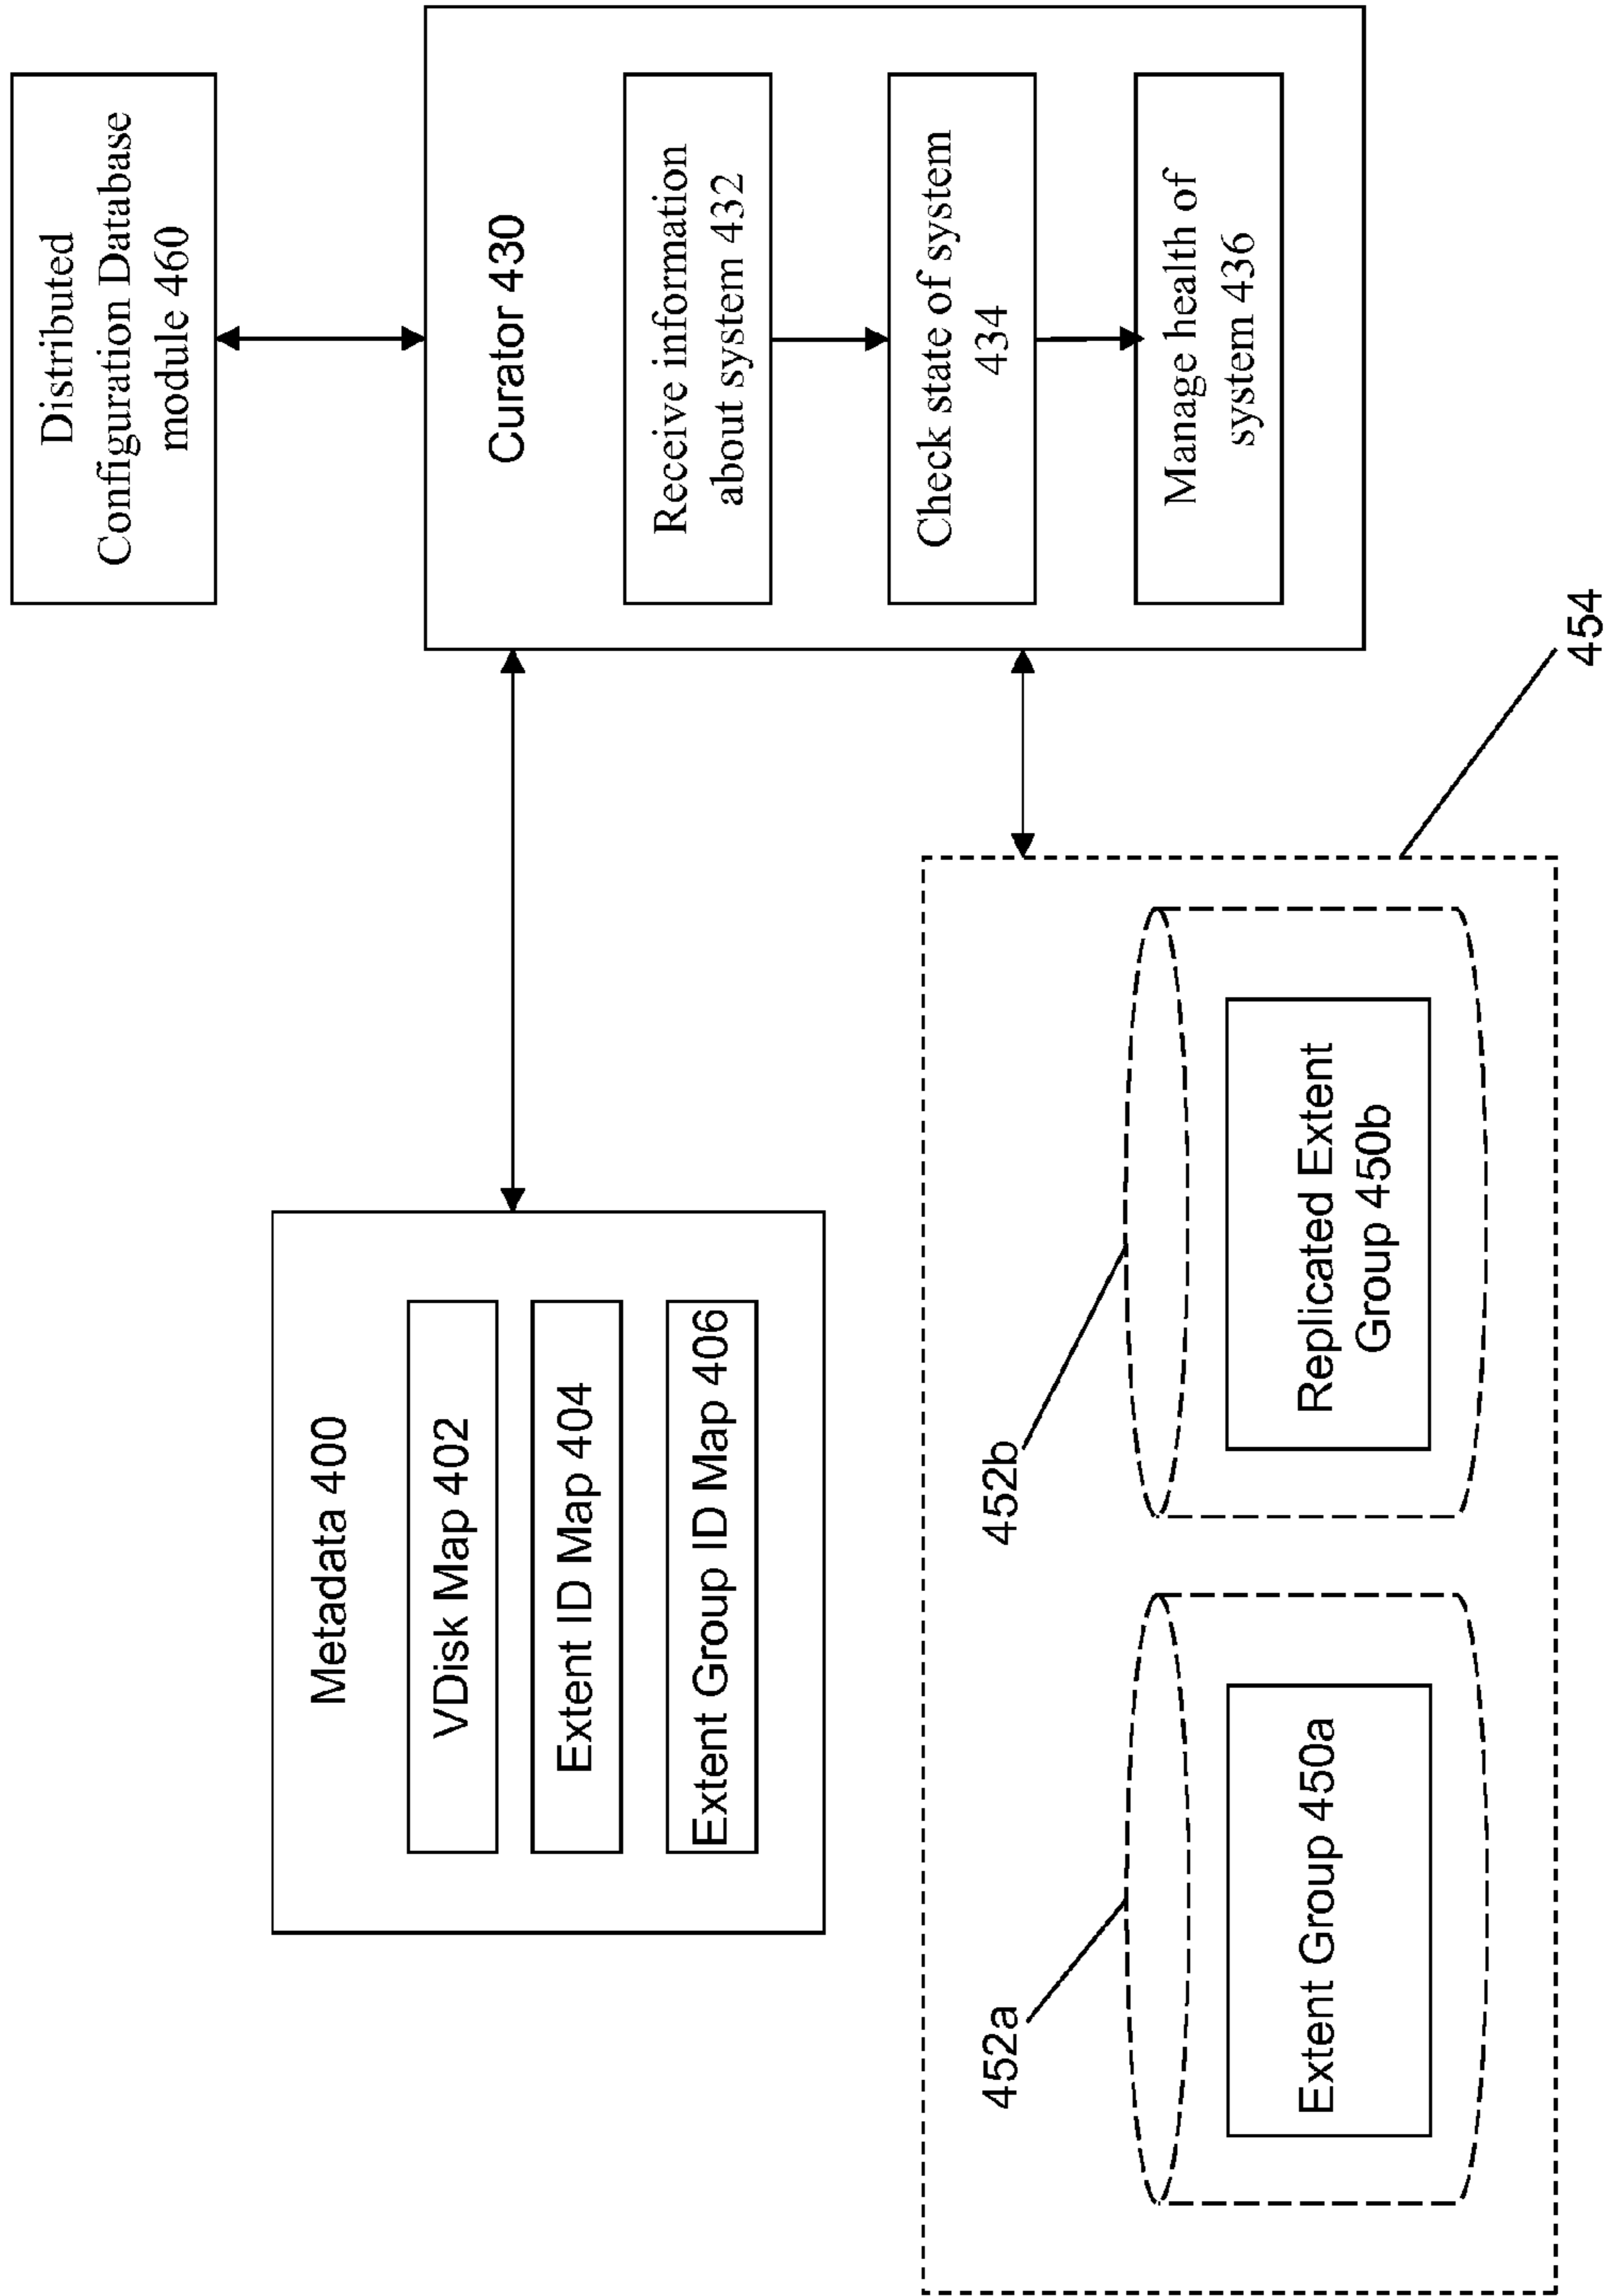 Distributed
Configuration Database
module 460
Curator 430
Receive information
about system 432
Check state of system
434
Manage health of
system 436
Metadata 400
VDisk Map 402
Extent ID Map 404
Extent Group ID Map 406
452a
452b
Extent Group 450a
Replicated Extent
Group 450b
454